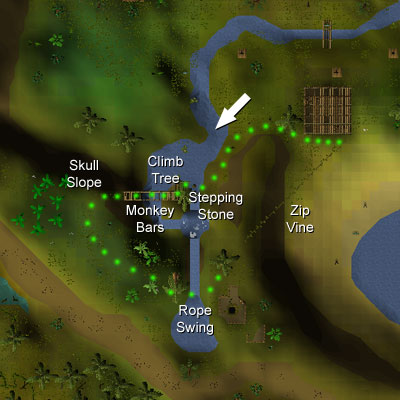 Climb
Tree
Skull
Slope
Monkey
Bars
Stepping
Stone
Zip
Vine
Rope
Swing